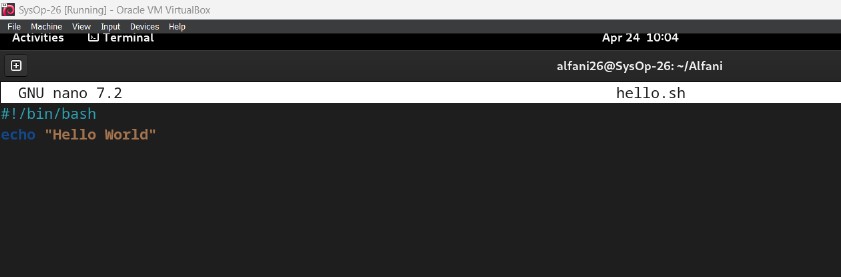 SysOp-26 [Running] - Oracle VM VirtualBox
File Machine View Input Devices Help
Activities Terminal Apr 24 10:04
alfani26@SysOp-26: ~/Alfani
GNU nano 7.2 hello.sh
#!/bin/bash
echo "Hello World"